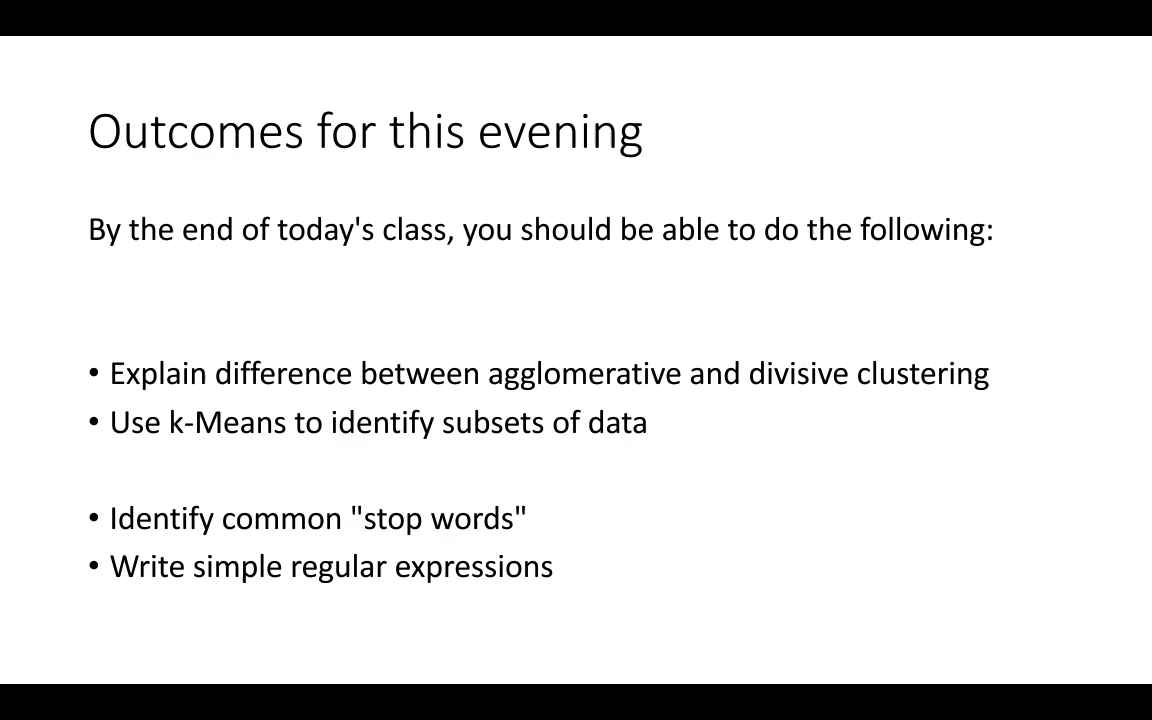 Outcomes for this evening
By the end of today's class, you should be able to do the following:
• Explain difference between agglomerative and divisive clustering
• Use k-Means to identify subsets of data
• Identify common "stop words"
• Write simple regular expressions